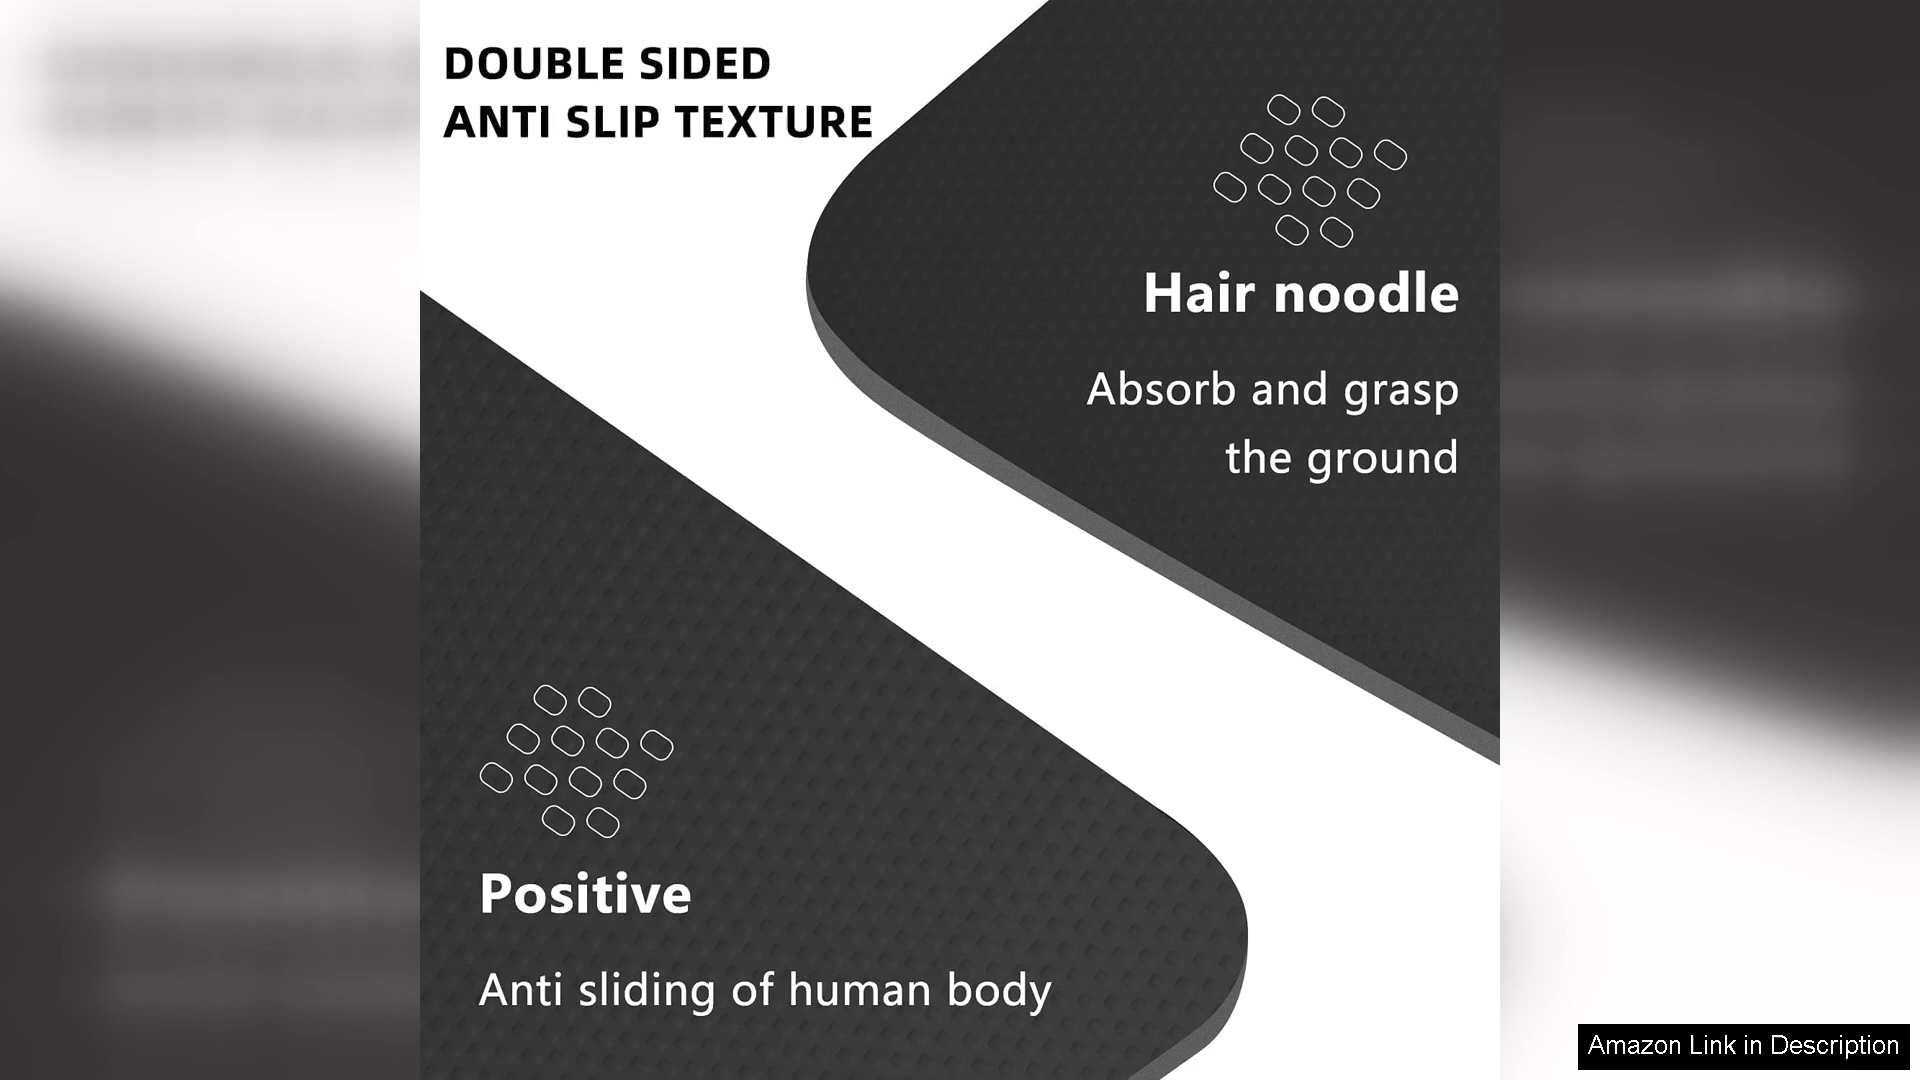 DOUBLE SIDED
ANTI SLIP TEXTURE
Hair noodle
Absorb and grasp
the ground
Positive
Anti sliding of human body
Amazon Link in Description